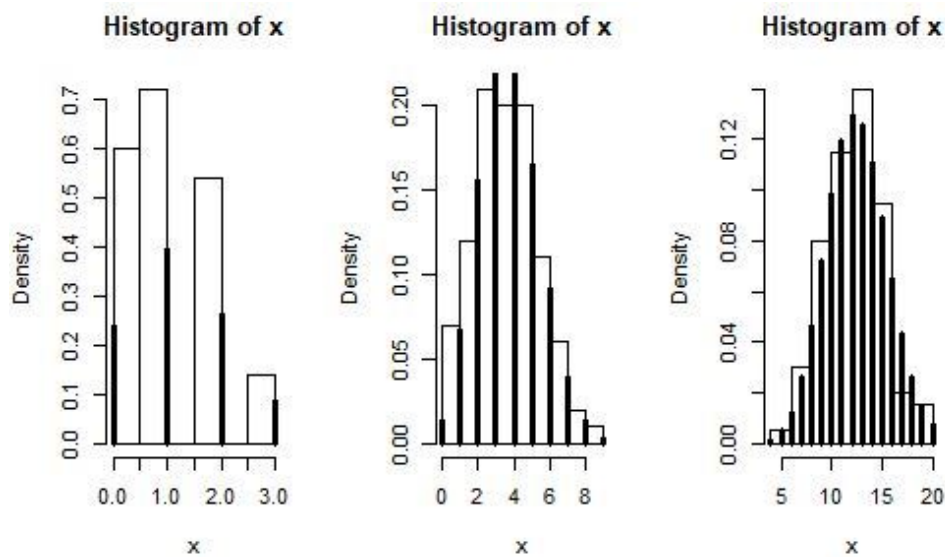 Histogram of x
Density
0.0 0.1 0.2 0.3 0.4 0.5 0.6 0.7
0.0 1.0 2.0 3.0
x
Histogram of x
Density
0.00 0.05 0.10 0.15 0.20
0 2 4 6 8
x
Histogram of x
Density
0.00 0.04 0.08 0.12
5 10 15 20
x